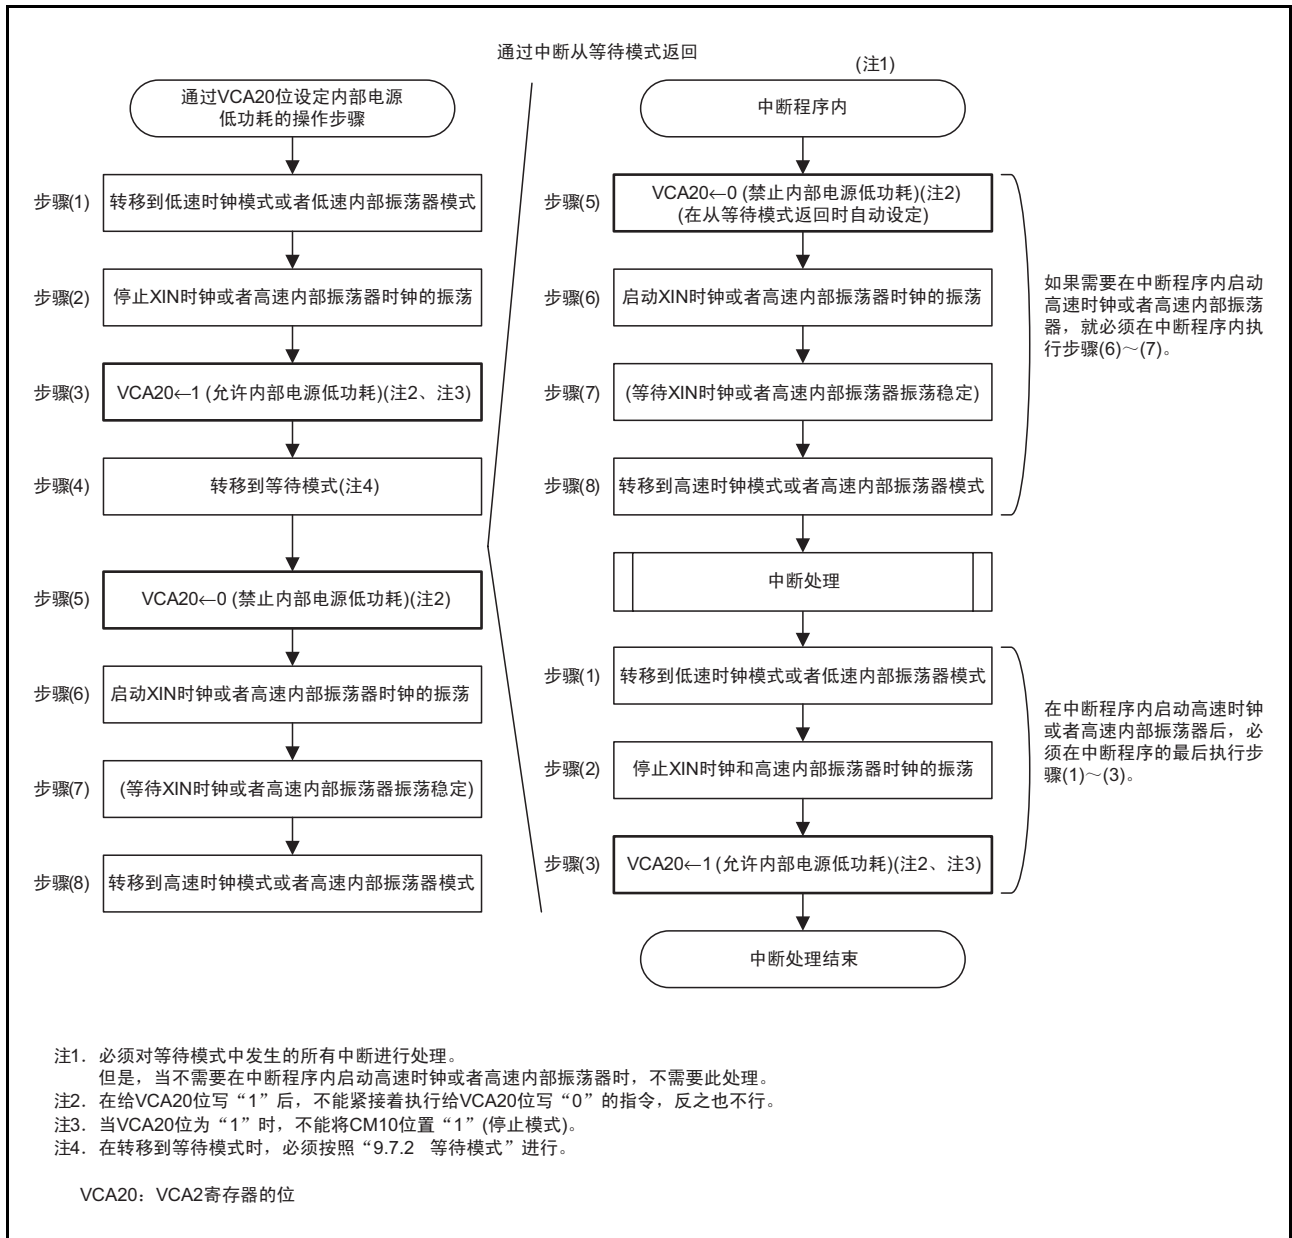 通过中断从等待模式返回
通过VCA20位设定内部电源
低功耗的操作步骤
步骤(1)
转移到低速时钟模式或者低速内部振荡器模式
步骤(2)
停止XIN时钟或者高速内部振荡器时钟的振荡
步骤(3)
VCA20←1 (允许内部电源低功耗)(注2、注3)
步骤(4)
转移到等待模式(注4)
步骤(5)
VCA20←0 (禁止内部电源低功耗)(注2)
步骤(6)
启动XIN时钟或者高速内部振荡器时钟的振荡
步骤(7)
(等待XIN时钟或者高速内部振荡器振荡稳定)
步骤(8)
转移到高速时钟模式或者高速内部振荡器模式
(注1)
中断程序内
步骤(5)
VCA20←0 (禁止内部电源低功耗)(注2)
(在从等待模式返回时自动设定)
步骤(6)
启动XIN时钟或者高速内部振荡器时钟的振荡
步骤(7)
(等待XIN时钟或者高速内部振荡器振荡稳定)
步骤(8)
转移到高速时钟模式或者高速内部振荡器模式
如果需要在中断程序内启动
高速时钟或者高速内部振荡
器，就必须在中断程序内执
行步骤(6)～(7)。
中断处理
步骤(1)
转移到低速时钟模式或者低速内部振荡器模式
步骤(2)
停止XIN时钟和高速内部振荡器时钟的振荡
步骤(3)
VCA20←1 (允许内部电源低功耗)(注2、注3)
在中断程序内启动高速时钟
或者高速内部振荡器后，必
须在中断程序的最后执行步
骤(1)～(3)。
中断处理结束
注1. 必须对等待模式中发生的所有中断进行处理。
但是，当不需要在中断程序内启动高速时钟或者高速内部振荡器时，不需要此处理。
注2. 在给VCA20位写“1”后，不能紧接着执行给VCA20位写“0”的指令，反之也不行。
注3. 当VCA20位为“1”时，不能将CM10位置“1”(停止模式)。
注4. 在转移到等待模式时，必须按照“9.7.2 等待模式”进行。
VCA20：VCA2寄存器的位